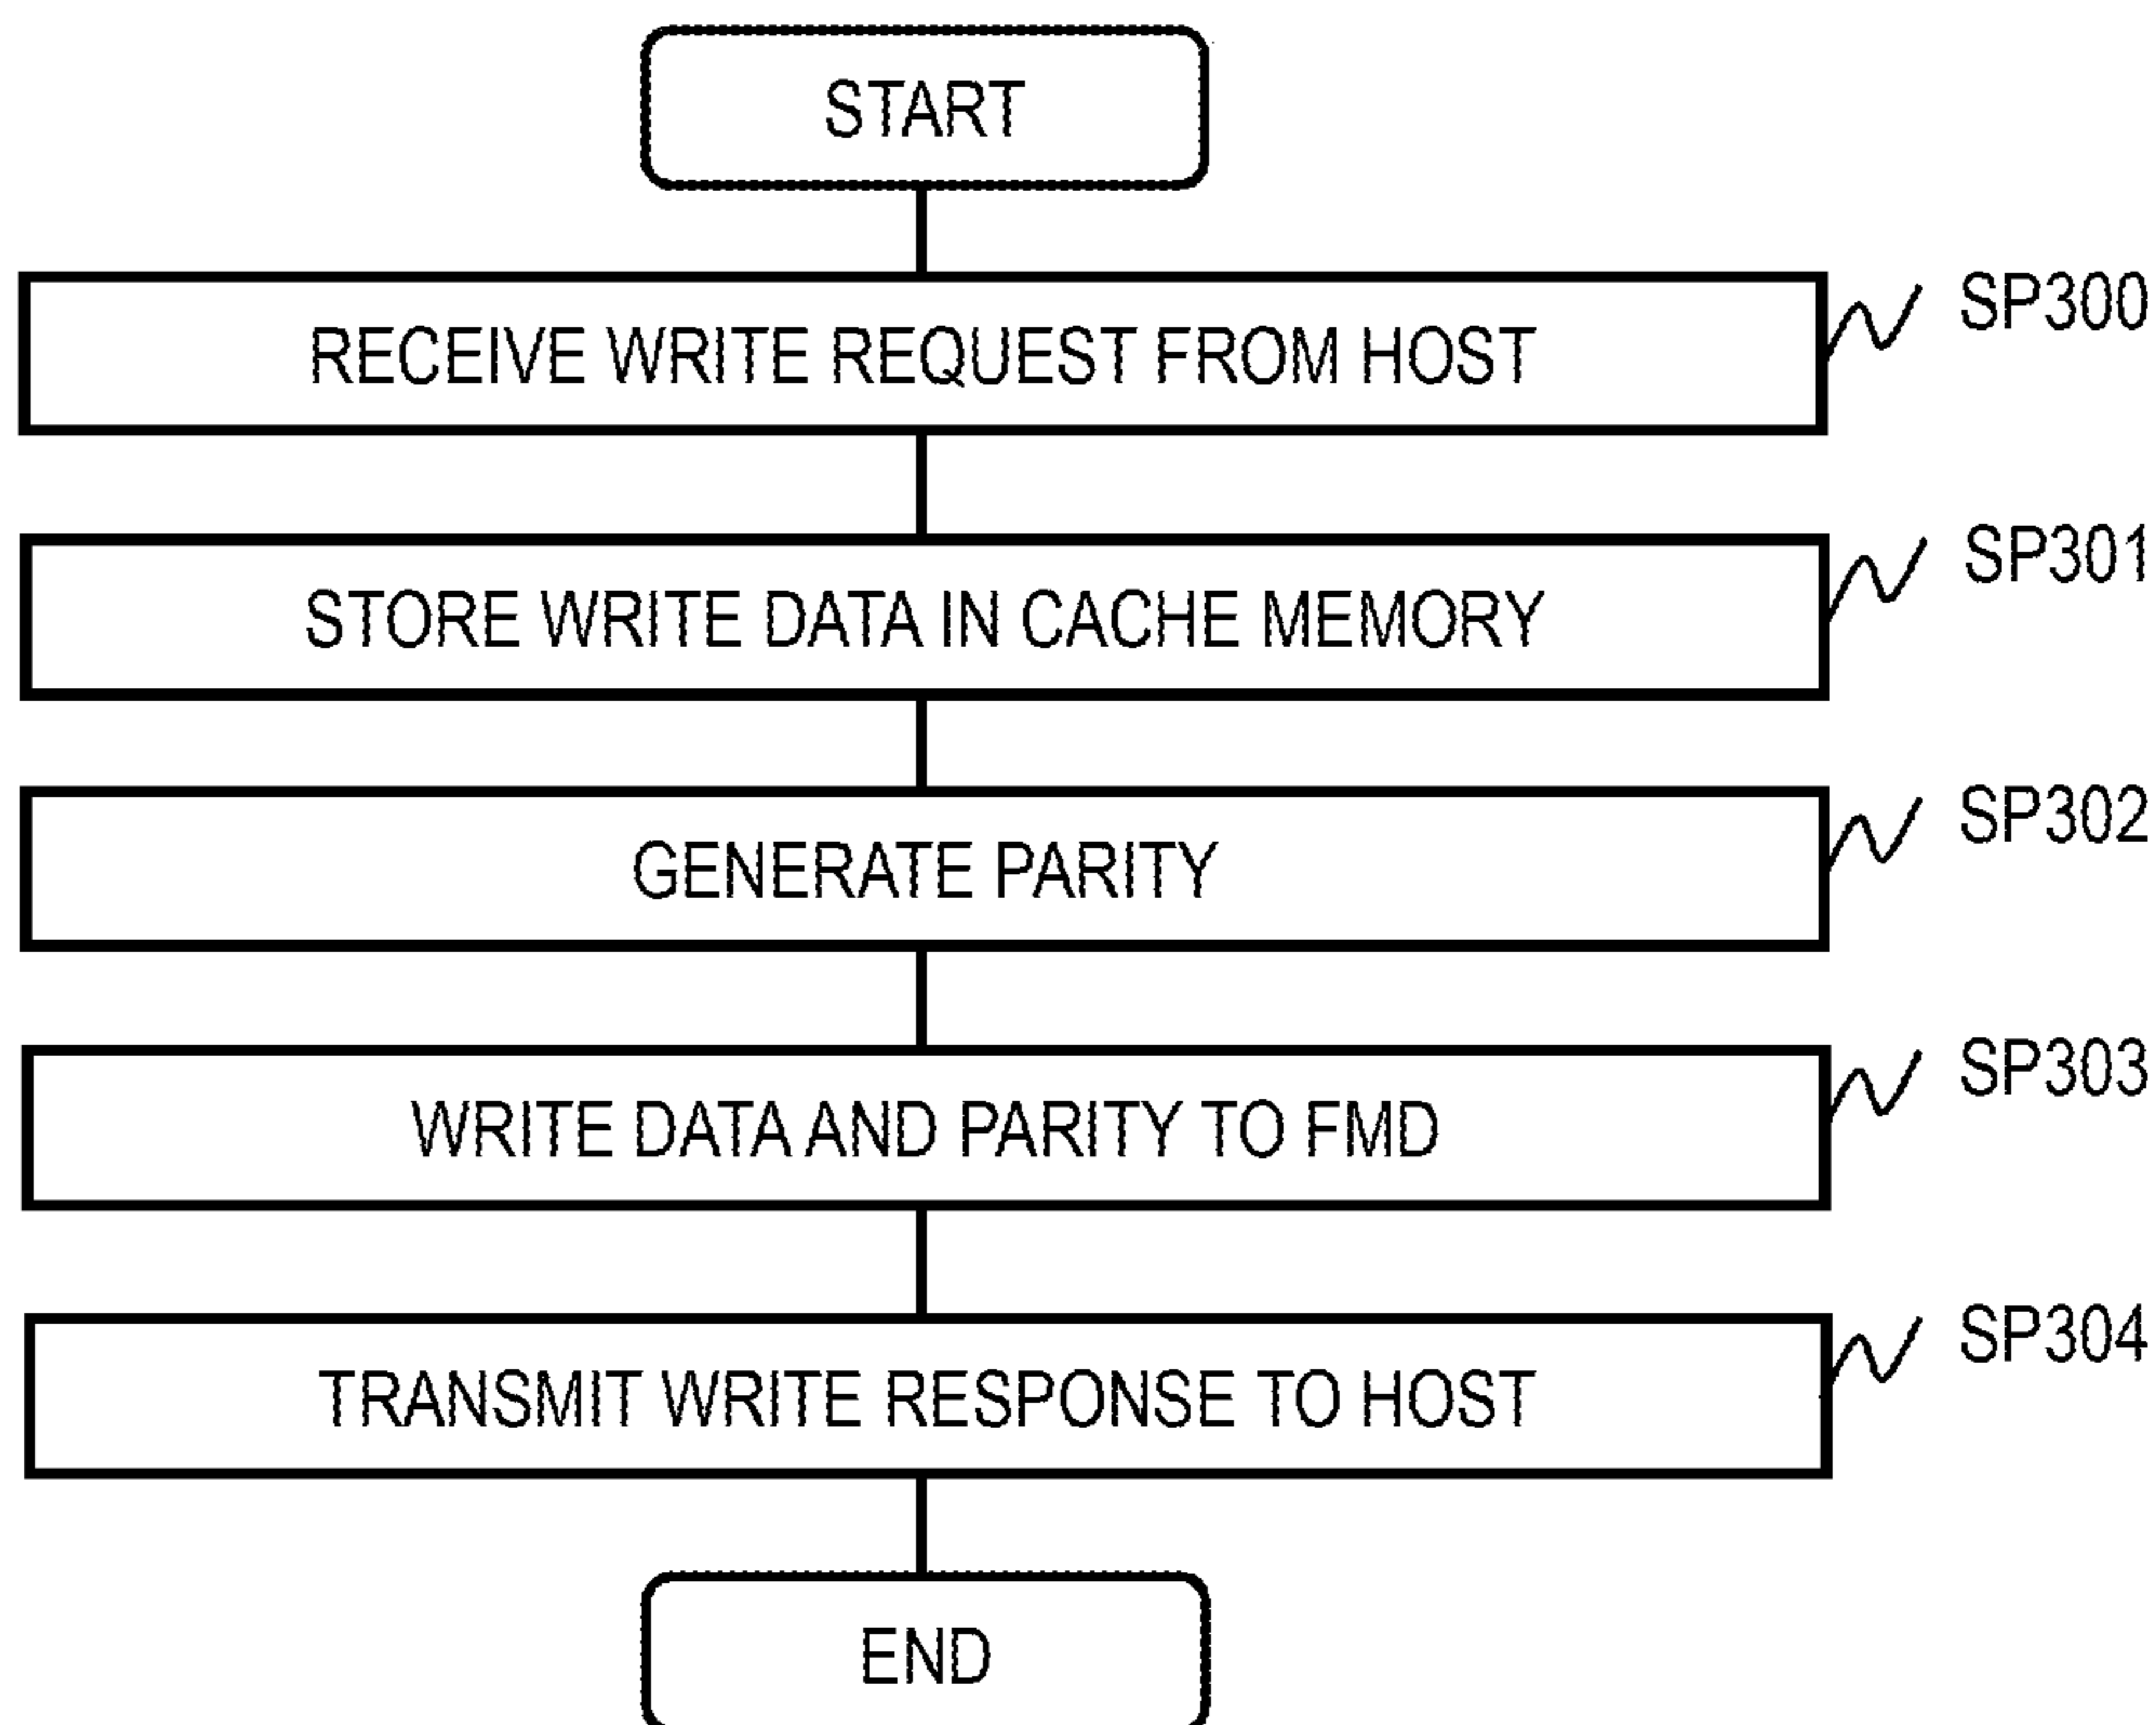 START
RECEIVE WRITE REQUEST FROM HOST
SP300
STORE WRITE DATA IN CACHE MEMORY
SP301
GENERATE PARITY
SP302
WRITE DATA AND PARITY TO FMD
SP303
TRANSMIT WRITE RESPONSE TO HOST
SP304
END